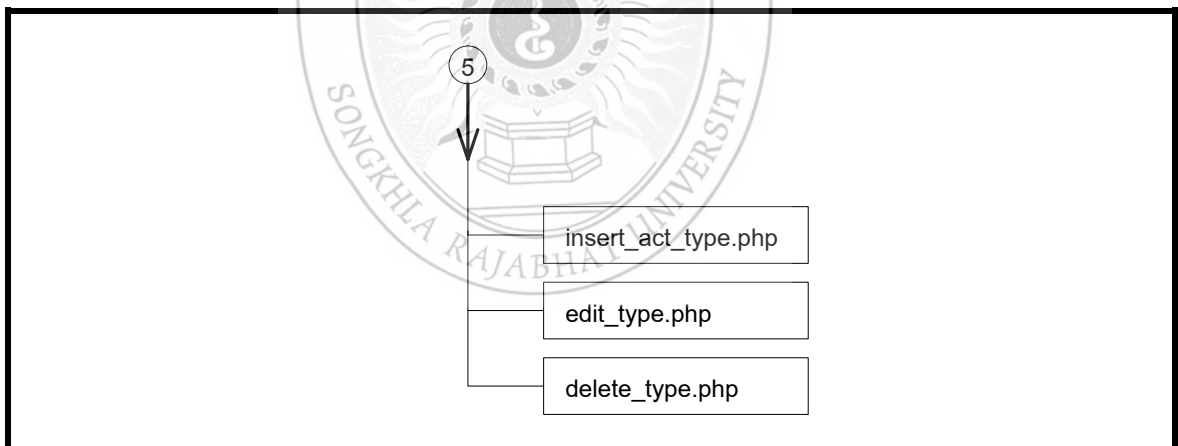 5
SONGKHLA RAJABHAT UNIVERSITY
insert_act_type.php
edit_type.php
delete_type.php